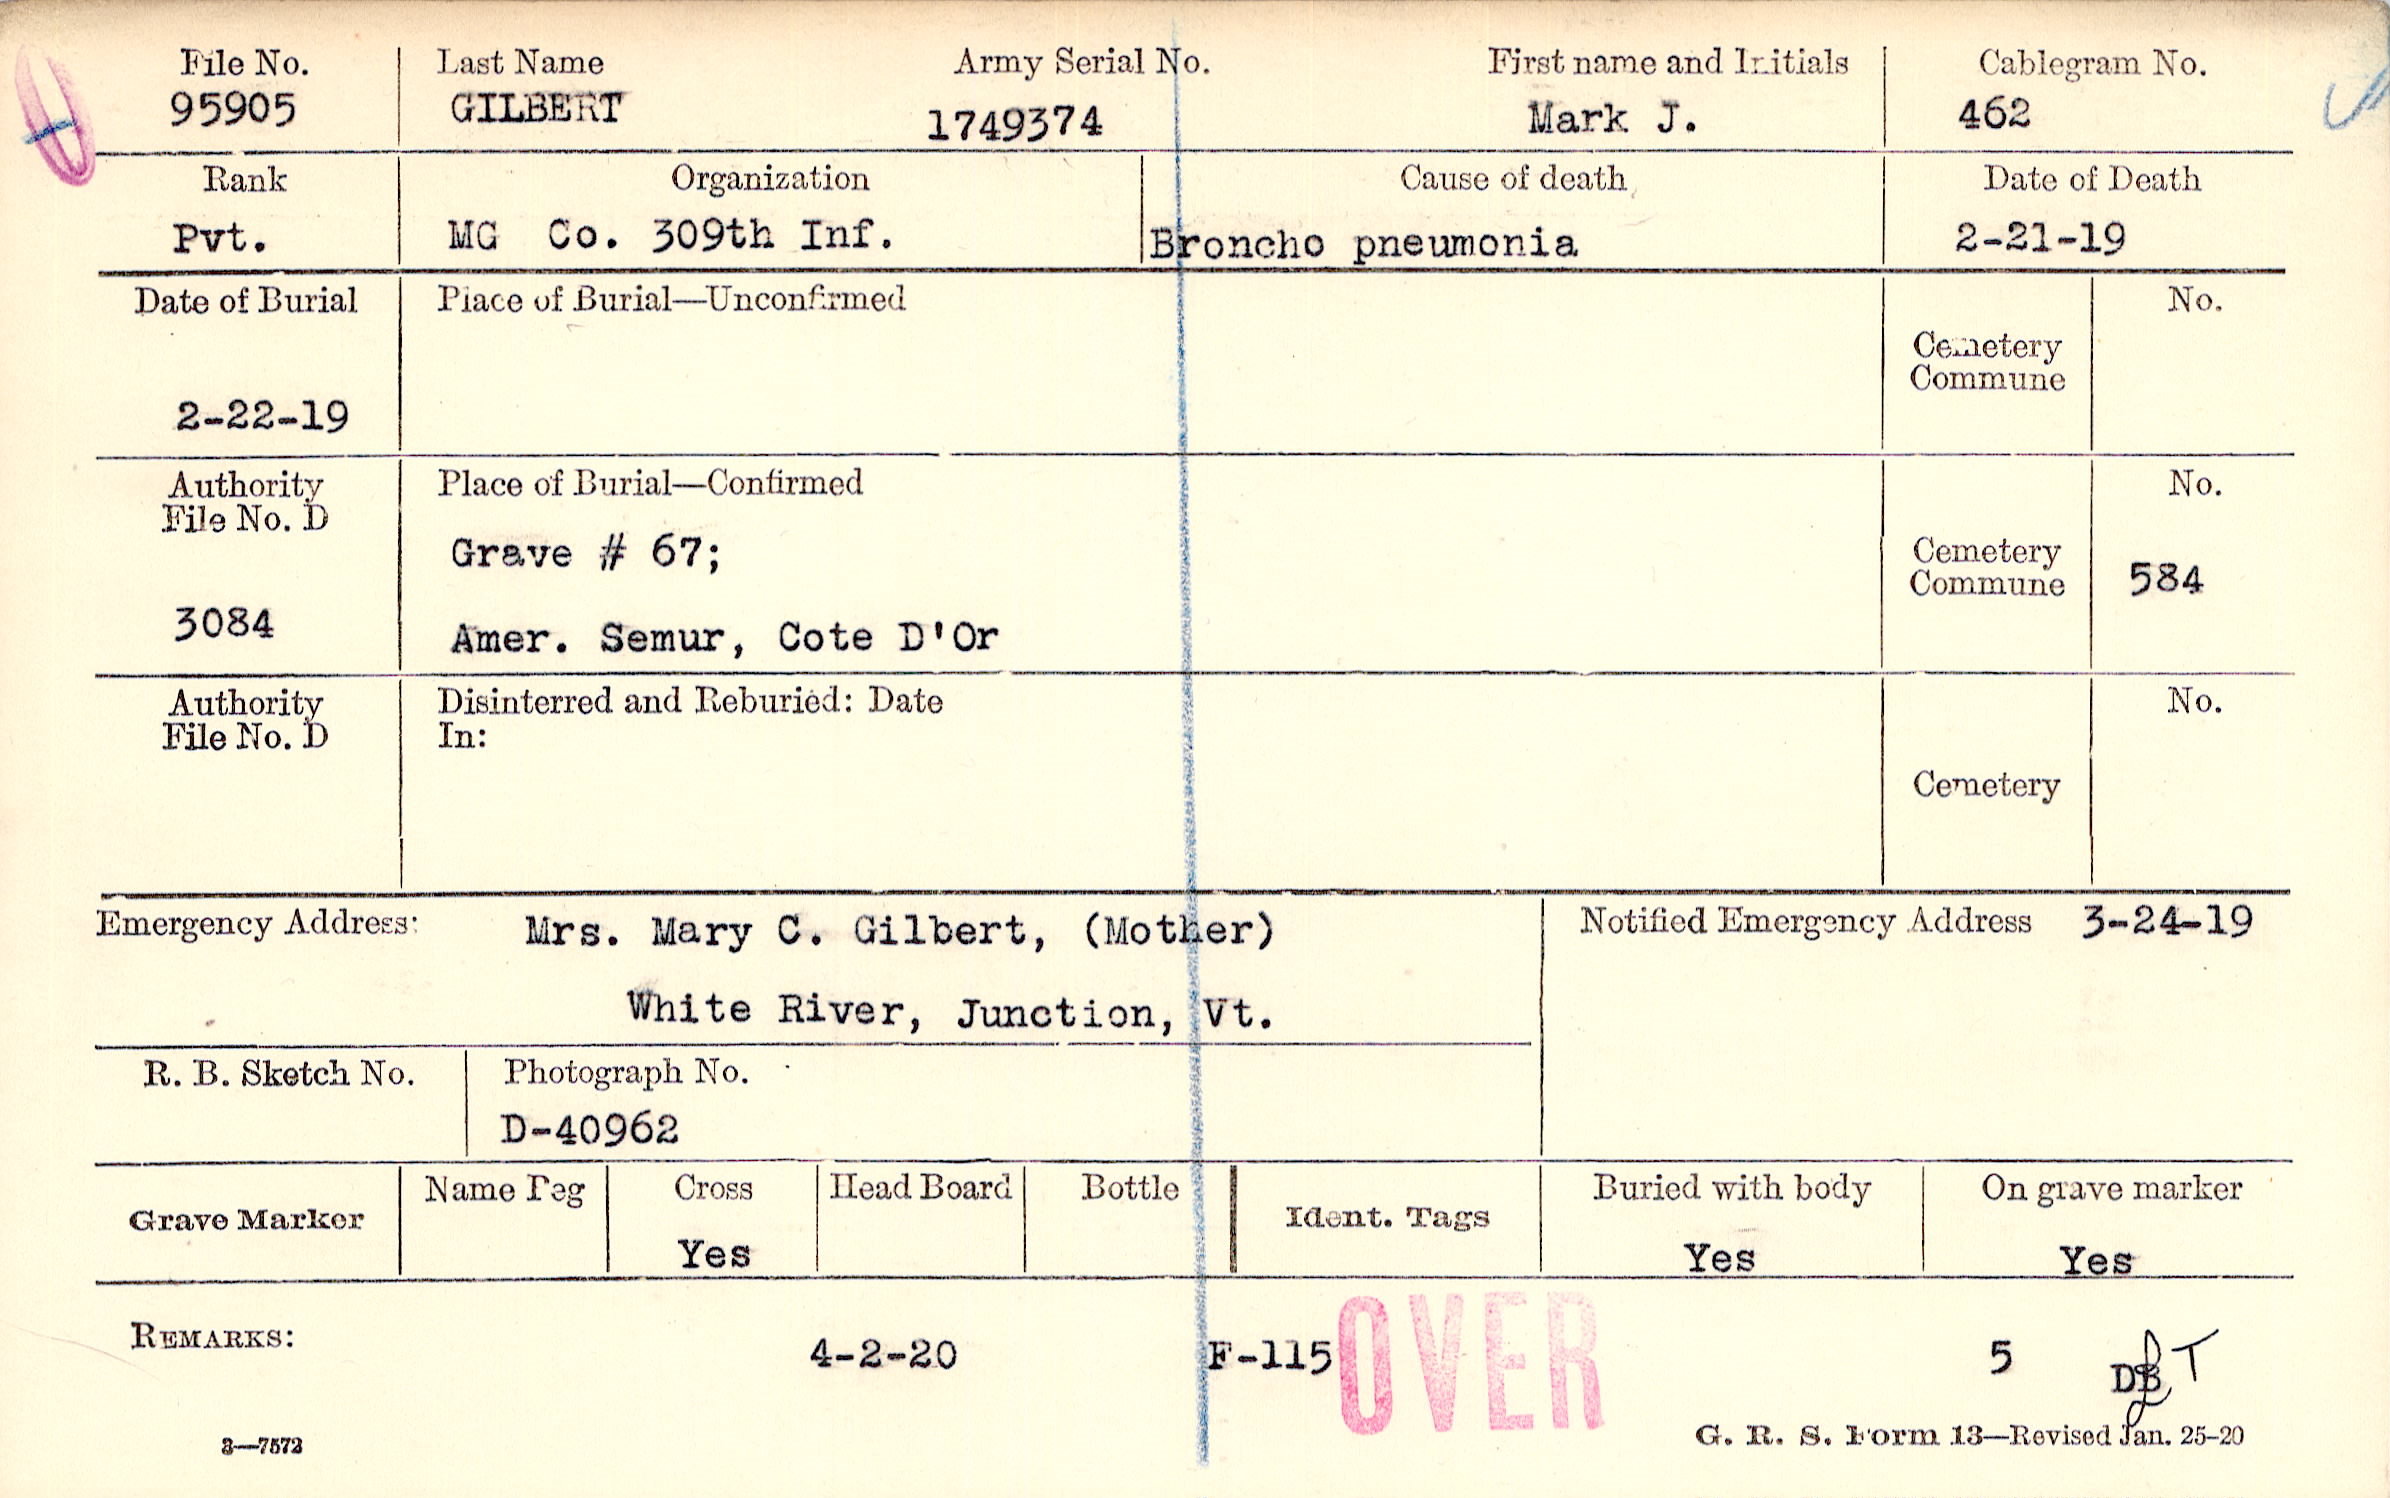 File No. Last Name Army Serial No. First name and Initials Cablegram No.
95905 GILBERT 1749374 Mark J. 462
Rank Organization Cause of death Date of Death
Pvt. MG Co. 309th Inf. Broncho pneumonia 2-21-19
Date of Burial Place of Burial—Unconfirmed No.
Cemetery
Commune
2-22-19
Authority Place of Burial—Confirmed No.
File No. D
Grave # 67;
Cemetery
Commune 584
3084 Amer. Semur, Cote D'Or
Authority Disinterred and Reburied: Date No.
File No. D In:
Cemetery
Emergency Address: Mrs. Mary C. Gilbert, (Mother) Notified Emergency Address 3-24-19
White River, Junction, Vt.
R. B. Sketch No. Photograph No.
D-40962
Grave Marker Name Peg Cross Head Board Bottle Ident. Tags Buried with body On grave marker
Yes Yes Yes
REMARKS: 4-2-20 F-115 OVER 5 DB T
3—7572 G. R. S. Form 13—Revised Jan. 25-20